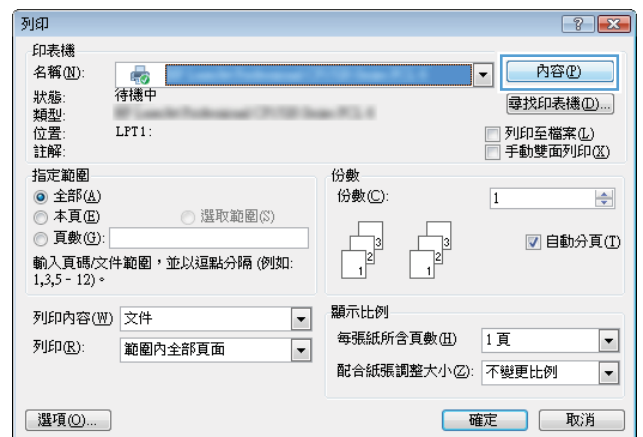 列印
印表機
名稱(N):
內容(P)
狀態: 待機中
尋找印表機(D)...
類型:
位置: LPT1:
列印至檔案(L)
註解:
手動雙面列印(X)
指定範圍
全部(A)
本頁(E) 選取範圍(S)
頁數(G):
輸入頁碼/文件範圍，並以逗點分隔 (例如:
1,3,5 - 12)。
份數
份數(C): 1
3 3
2 2
1 1
自動分頁(T)
列印內容(W) 文件
列印(R): 範圍內全部頁面
顯示比例
每張紙所含頁數(H) 1 頁
配合紙張調整大小(Z): 不變更比例
選項(O)...
確定
取消